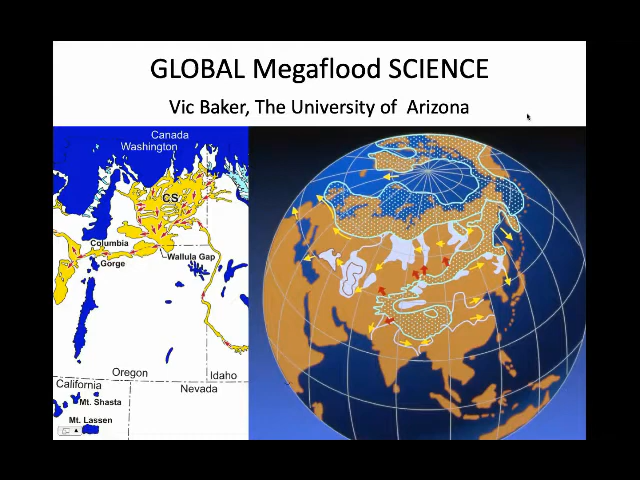 GLOBAL Megaflood SCIENCE
Vic Baker, The University of Arizona
Canada
Washington
CS
Columbia
Gorge
Wallula Gap
Oregon
Idaho
California
Nevada
Mt. Shasta
Mt. Lassen